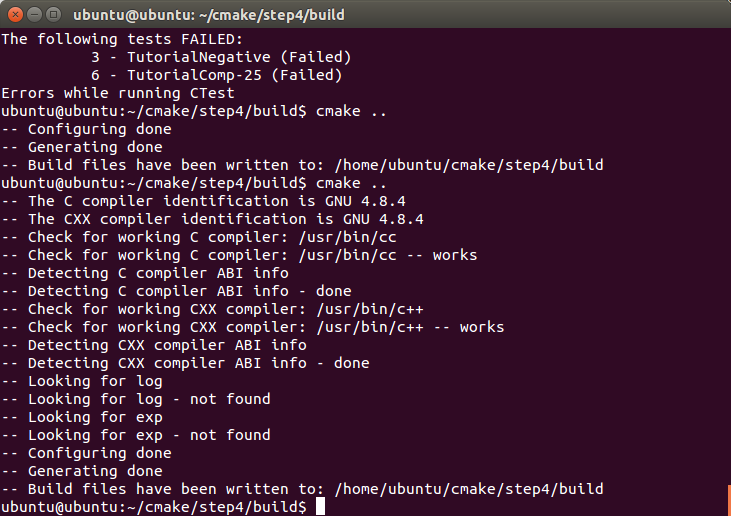 ubuntu@ubuntu: ~/cmake/step4/build
The following tests FAILED:
3 - TutorialNegative (Failed)
6 - TutorialComp-25 (Failed)
Errors while running CTest
ubuntu@ubuntu:~/cmake/step4/build$ cmake ..
-- Configuring done
-- Generating done
-- Build files have been written to: /home/ubuntu/cmake/step4/build
ubuntu@ubuntu:~/cmake/step4/build$ cmake ..
-- The C compiler identification is GNU 4.8.4
-- The CXX compiler identification is GNU 4.8.4
-- Check for working C compiler: /usr/bin/cc
-- Check for working C compiler: /usr/bin/cc -- works
-- Detecting C compiler ABI info
-- Detecting C compiler ABI info - done
-- Check for working CXX compiler: /usr/bin/c++
-- Check for working CXX compiler: /usr/bin/c++ -- works
-- Detecting CXX compiler ABI info
-- Detecting CXX compiler ABI info - done
-- Looking for log
-- Looking for log - not found
-- Looking for exp
-- Looking for exp - not found
-- Configuring done
-- Generating done
-- Build files have been written to: /home/ubuntu/cmake/step4/build
ubuntu@ubuntu:~/cmake/step4/build$